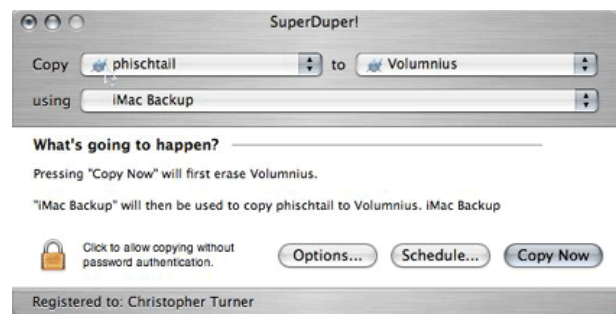 SuperDuper!
Copy phischtail to Volumnius
using iMac Backup
What's going to happen?
Pressing "Copy Now" will first erase Volumnius.
"iMac Backup" will then be used to copy phischtail to Volumnius. iMac Backup
Click to allow copying without
password authentication.
Options... Schedule... Copy Now
Registered to: Christopher Turner